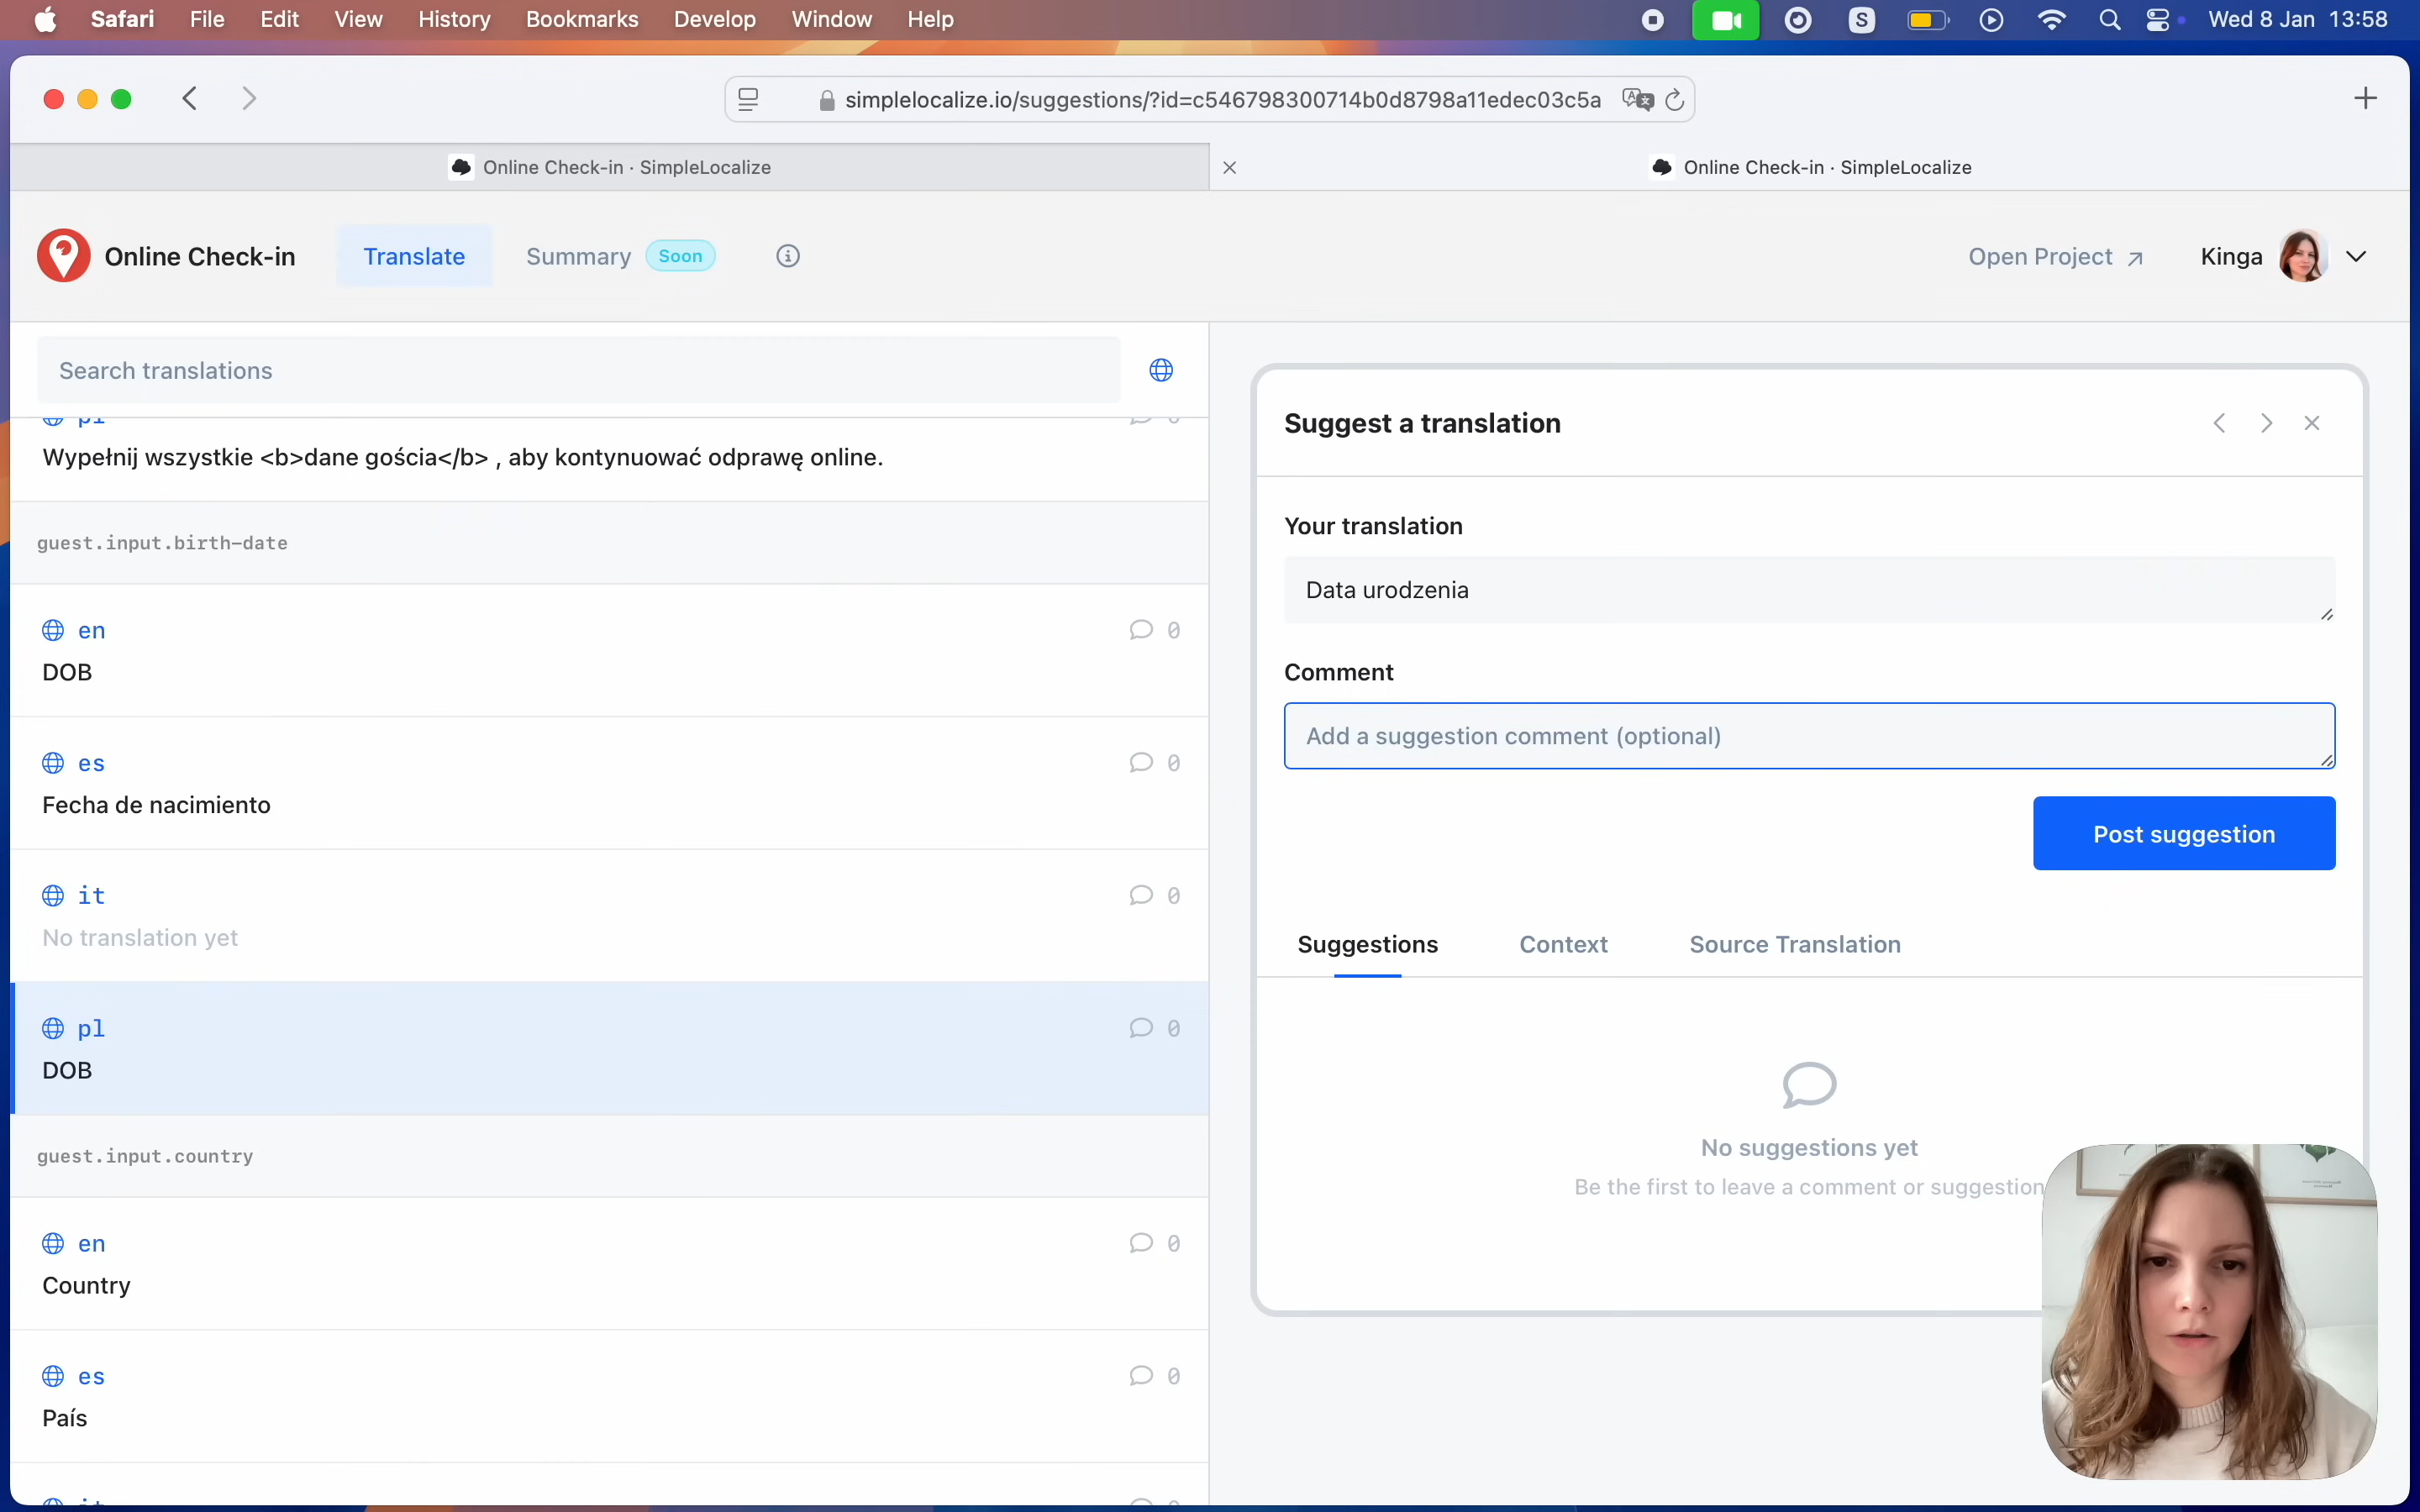 Safari File Edit View History Bookmarks Develop Window Help S Wed 8 Jan 13:58
simplelocalize.io/suggestions/?id=c546798300714b0d8798a11edec03c5a
Online Check-in · SimpleLocalize
Online Check-in · SimpleLocalize
Online Check-in Translate Summary Soon Open Project Kinga
Search translations
pl 0
Wypełnij wszystkie <b>dane gościa</b> , aby kontynuować odprawę online.
guest.input.birth-date
en 0
DOB
es 0
Fecha de nacimiento
it 0
No translation yet
pl 0
DOB
guest.input.country
en 0
Country
es 0
País
it 0
Suggest a translation
Your translation
Data urodzenia
Comment
Add a suggestion comment (optional)
Post suggestion
Suggestions Context Source Translation
No suggestions yet
Be the first to leave a comment or suggestion